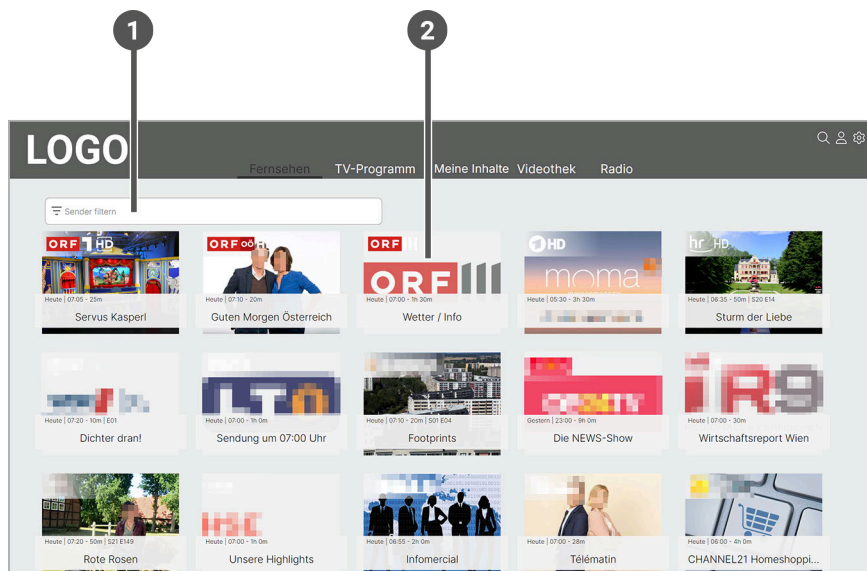 1
2
LOGO
Fernsehen TV-Programm Meine Inhalte Videothek Radio
Sender filtern
ORF 1 HD
ORF OÖ
ORF III
HD
hr HD
ORF III
moma
Heute | 07:05 - 25m
Heute | 07:10 - 20m
Heute | 07:00 - 1h 30m
Heute | 05:30 - 3h 30m
Heute | 06:35 - 50m | S20 E14
Servus Kasperl
Guten Morgen Österreich
Wetter / Info
Sturm der Liebe
Heute | 07:20 - 10m | E01
Heute | 07:00 - 1h 0m
Heute | 07:10 - 20m | S01 E04
Gestern | 23:00 - 9h 0m
Heute | 07:00 - 30m
Dichter dran!
Sendung um 07:00 Uhr
Footprints
Die NEWS-Show
Wirtschaftsreport Wien
Heute | 07:20 - 50m | S21 E149
Heute | 07:00 - 1h 0m
Heute | 06:55 - 2h 0m
Heute | 07:00 - 28m
Heute | 06:00 - 4h 0m
Rote Rosen
Unsere Highlights
Infomercial
Télématin
CHANNEL21 Homeshoppi...